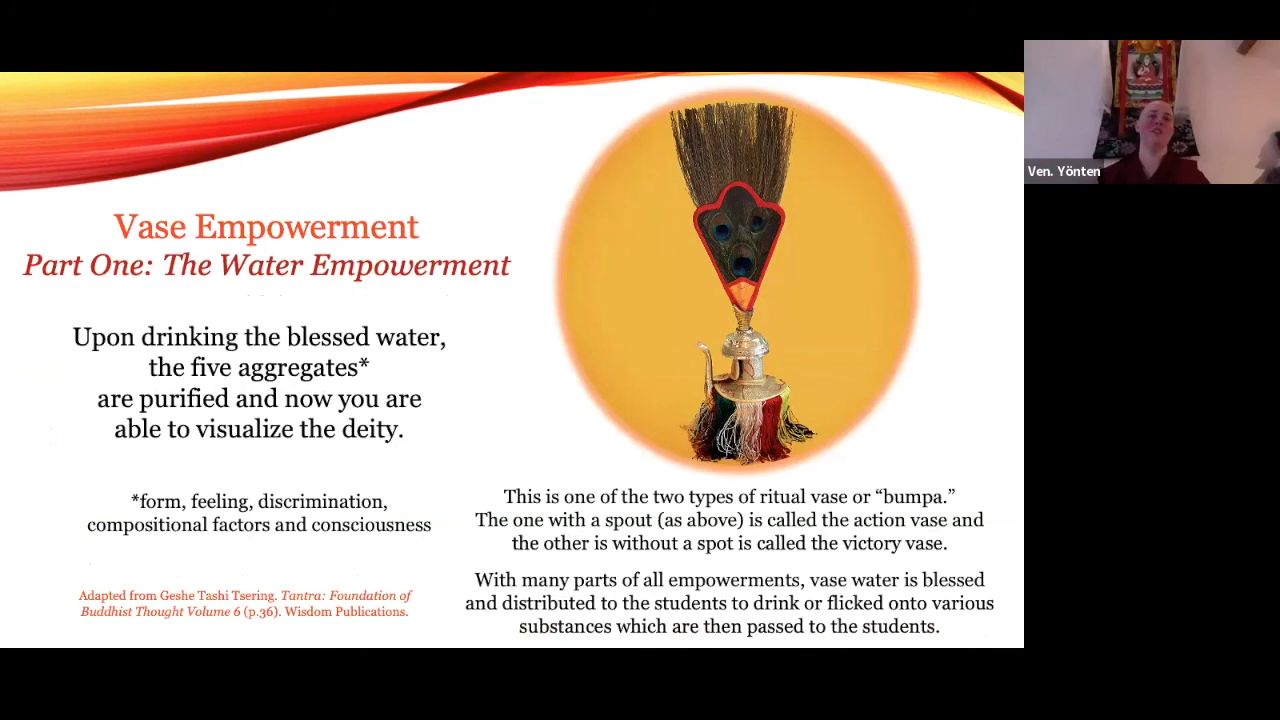 Vase Empowerment
Part One: The Water Empowerment
Upon drinking the blessed water,
the five aggregates*
are purified and now you are
able to visualize the deity.
*form, feeling, discrimination,
compositional factors and consciousness
Adapted from Geshe Tashi Tsering. Tantra: Foundation of
Buddhist Thought Volume 6 (p.36). Wisdom Publications.
This is one of the two types of ritual vase or “bumpa.”
The one with a spout (as above) is called the action vase and
the other is without a spot is called the victory vase.
With many parts of all empowerments, vase water is blessed
and distributed to the students to drink or flicked onto various
substances which are then passed to the students.
Ven. Yönten